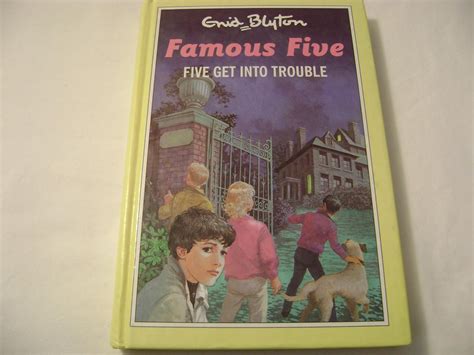 Enid Blyton
Famous Five
FIVE GET INTO TROUBLE